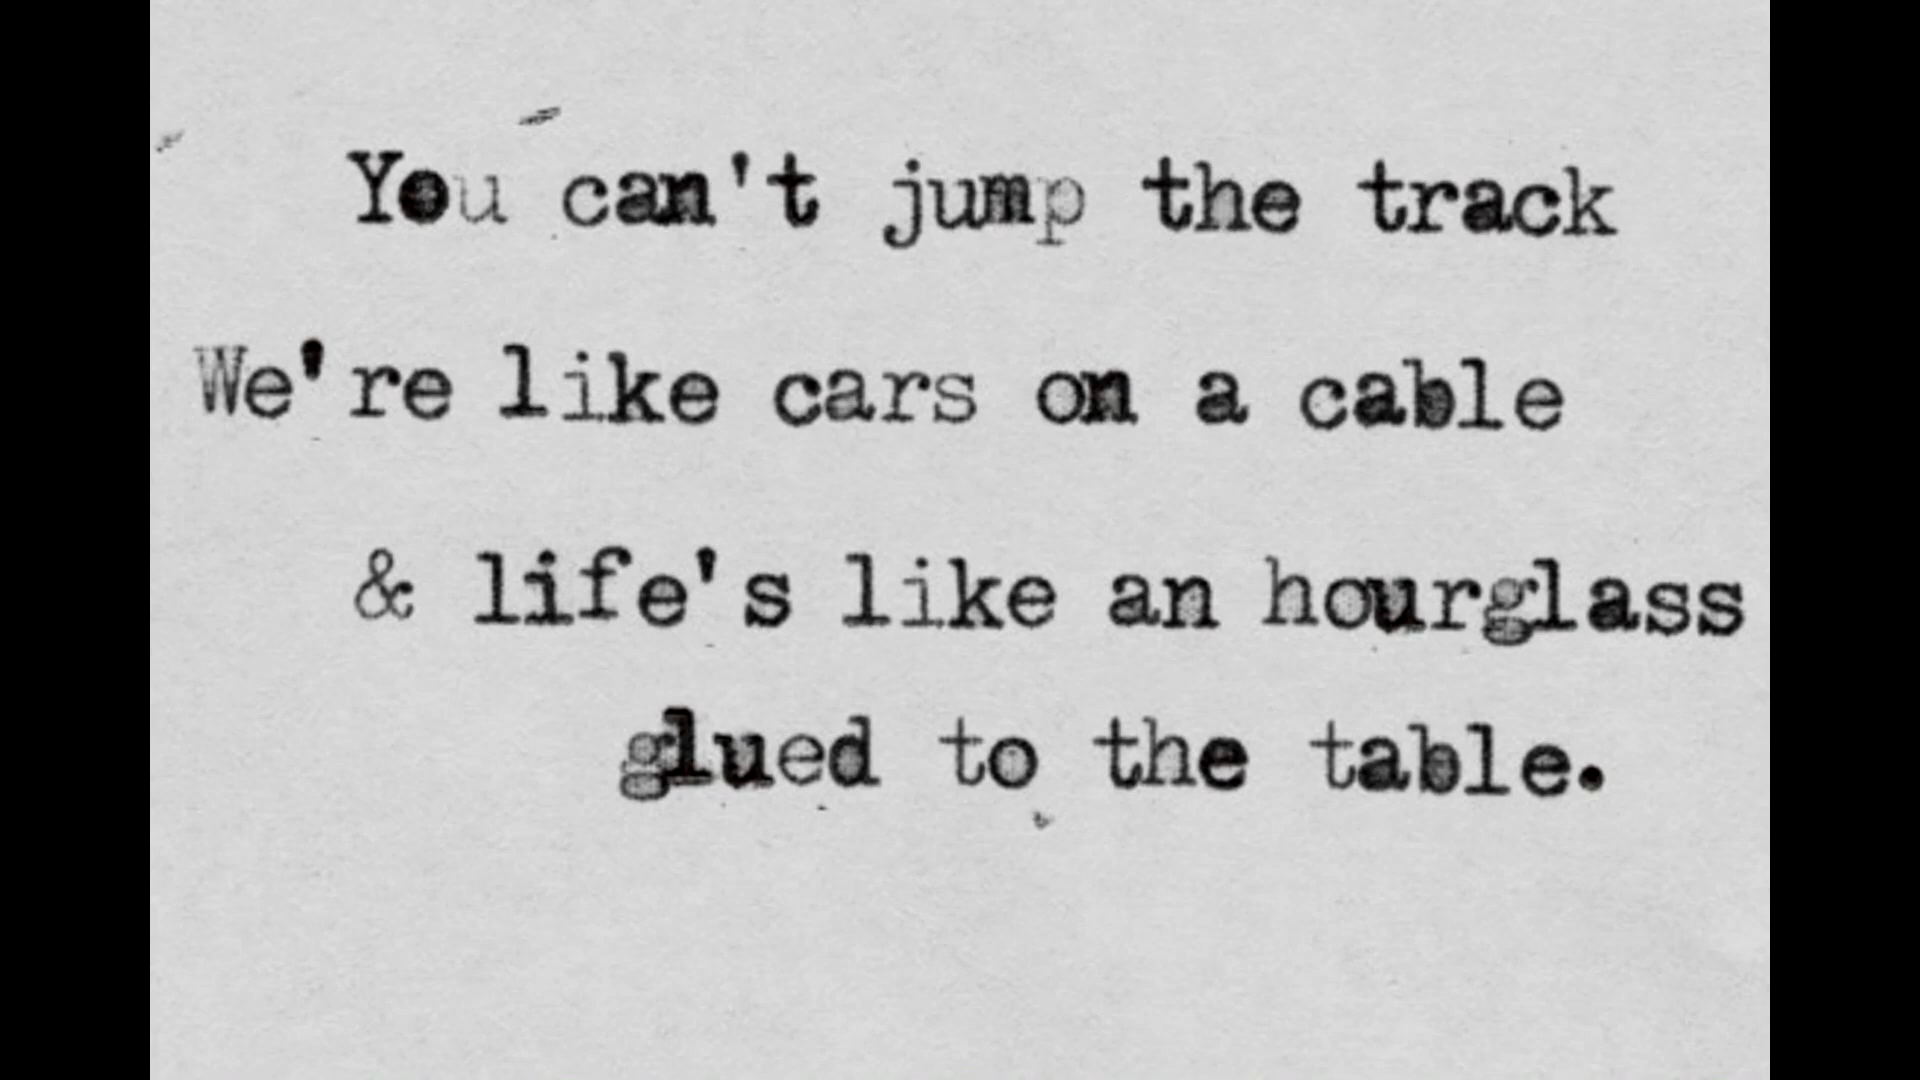 You can't jump the track
We're like cars on a cable
& life's like an hourglass
glued to the table.